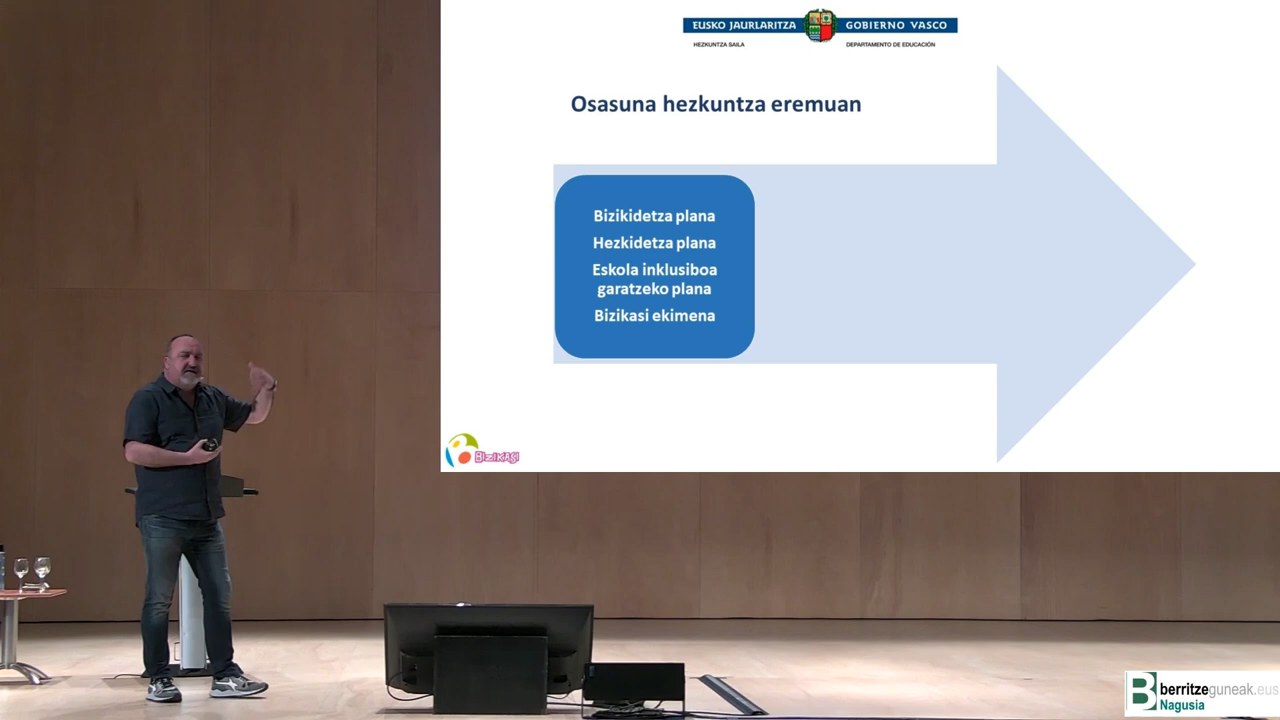 EUSKO JAURLARITZA GOBIERNO VASCO
HEZKUNTZA SAILA DEPARTAMENTO DE EDUCACIÓN
Osasuna hezkuntza eremuan
Bizikidetza plana
Hezkidetza plana
Eskola inklusiboa
garatzeko plana
Bizikasi ekimena
BIZIKASI
berritzeguneak.eus
Nagusia